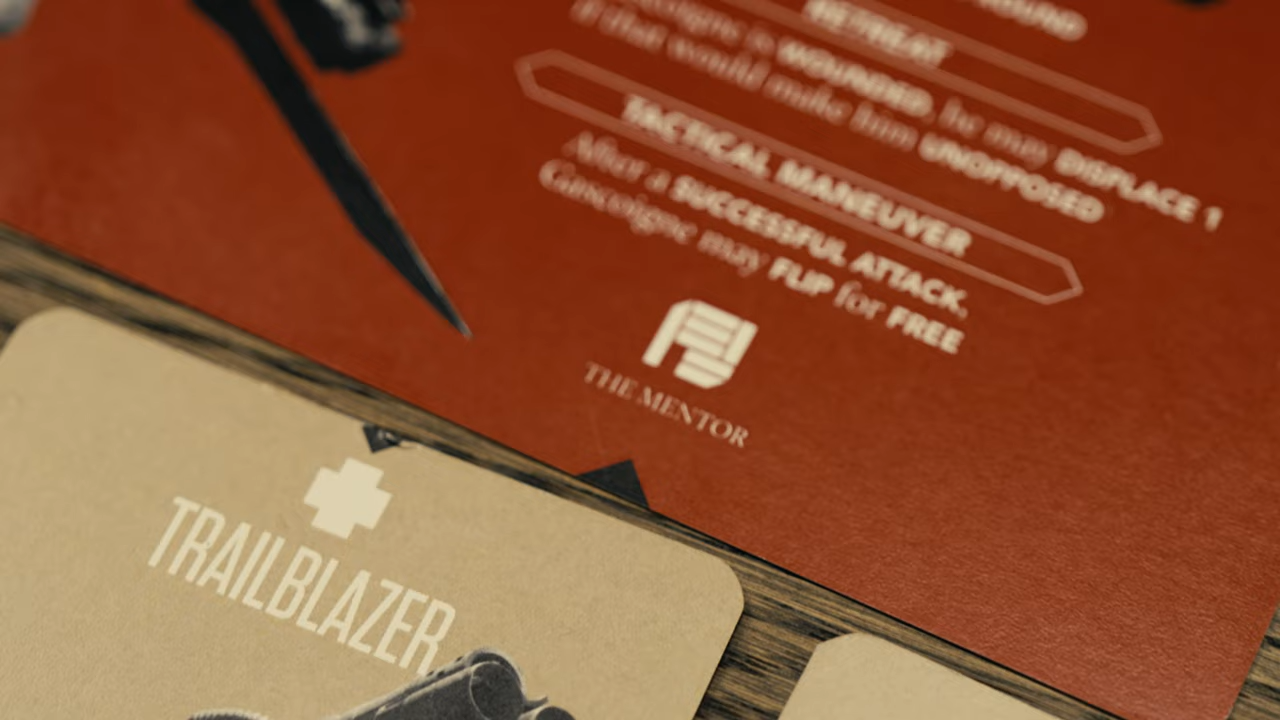 RETREAT
Gascoigne is WOUNDED, he may DISPLACE 1
if that would make him UNOPPOSED
TACTICAL MANEUVER
After a SUCCESSFUL ATTACK,
Gascoigne may FLIP for FREE
THE MENTOR
TRAILBLAZER